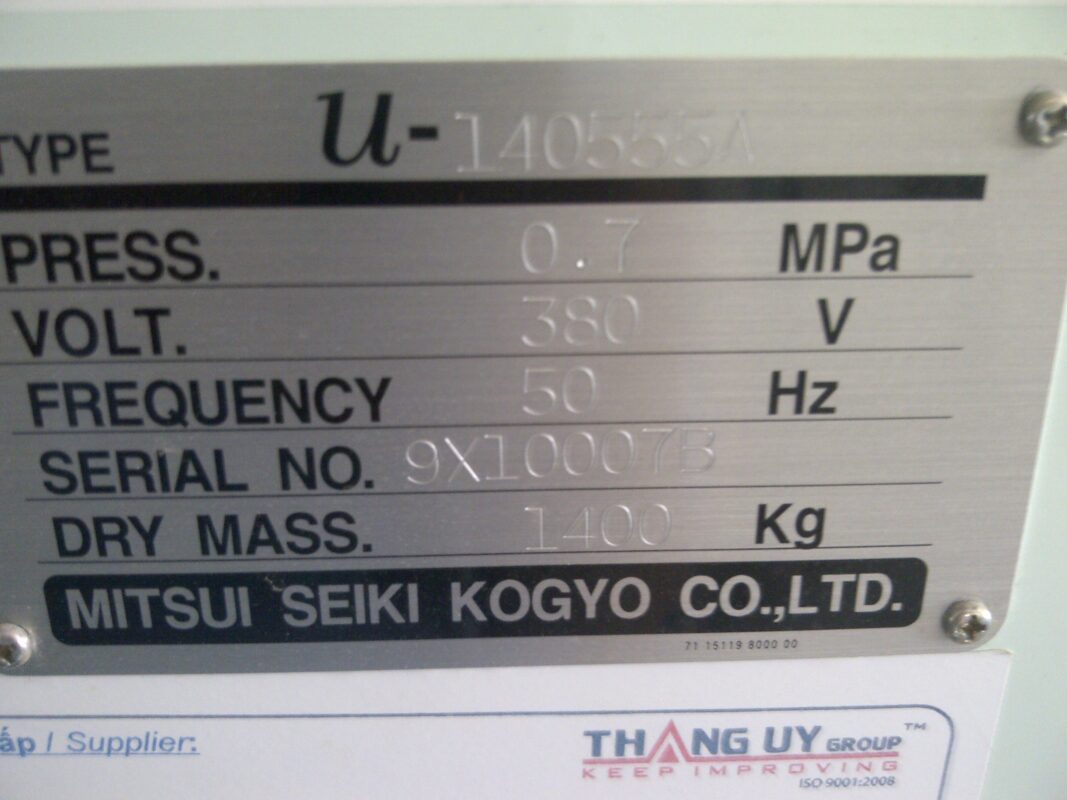 TYPE u-140555A
PRESS. 0.7 MPa
VOLT. 380 V
FREQUENCY 50 Hz
SERIAL NO. 9X10007B
DRY MASS. 1400 Kg
MITSUI SEIKI KOGYO CO.,LTD.
71 15119 8000 00
ấp / Supplier:
THANG UY GROUP™
KEEP IMPROVING
ISO 9001:2008